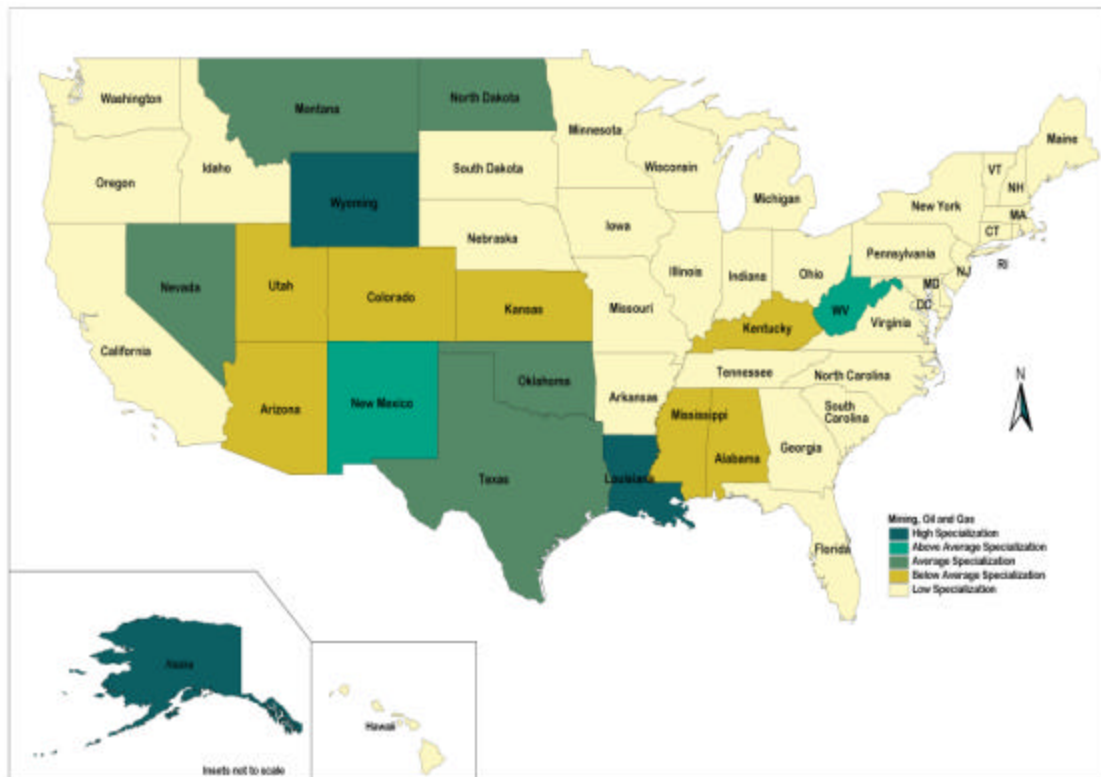 Washington
Montana
North Dakota
Minnesota
Maine
Oregon
Idaho
South Dakota
Wisconsin
VT
NH
Wyoming
Michigan
New York
MA
CT
RI
Iowa
Nebraska
Pennsylvania
NJ
Nevada
Utah
Colorado
Kansas
Missouri
Illinois
Indiana
Ohio
MD
DC
WV
Virginia
Kentucky
California
Arizona
New Mexico
Oklahoma
Arkansas
Tennessee
North Carolina
South
Carolina
N
Mississippi
Alabama
Georgia
Texas
Louisiana
Florida
Mining, Oil and Gas
High Specialization
Above Average Specialization
Average Specialization
Below Average Specialization
Low Specialization
Alaska
Hawaii
Insets not to scale